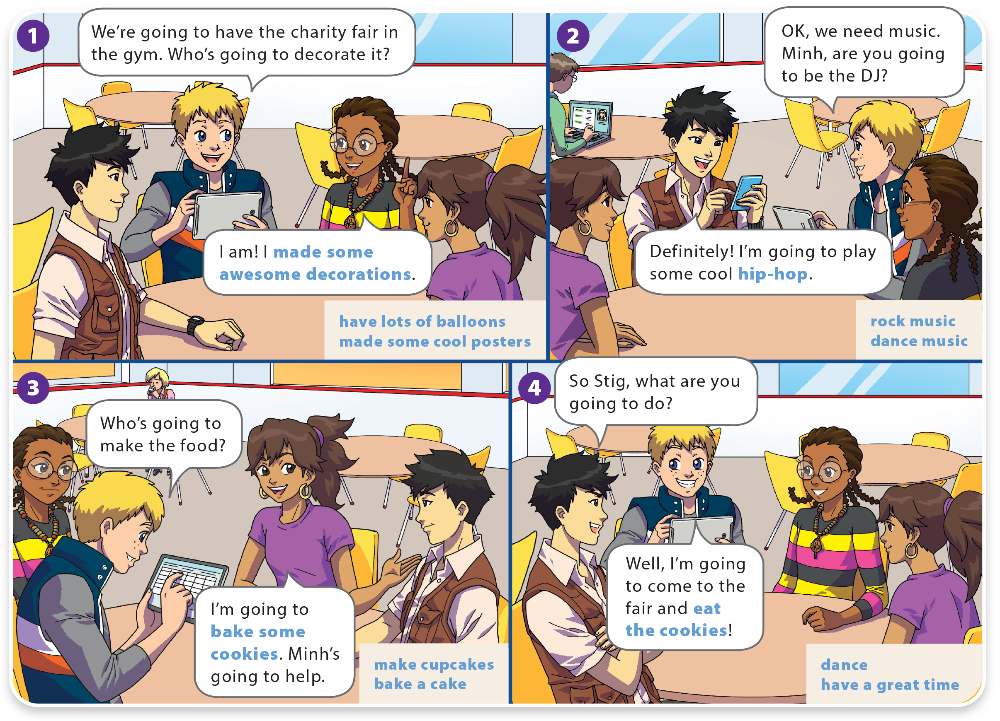 1
We're going to have the charity fair in
the gym. Who's going to decorate it?
I am! I made some
awesome decorations.
have lots of balloons
made some cool posters
2
OK, we need music.
Minh, are you going
to be the DJ?
Definitely! I'm going to play
some cool hip-hop.
rock music
dance music
3
Who's going to
make the food?
I'm going to
bake some
cookies. Minh's
going to help.
make cupcakes
bake a cake
4
So Stig, what are you
going to do?
Well, I'm going
to come to the
fair and eat
the cookies!
dance
have a great time